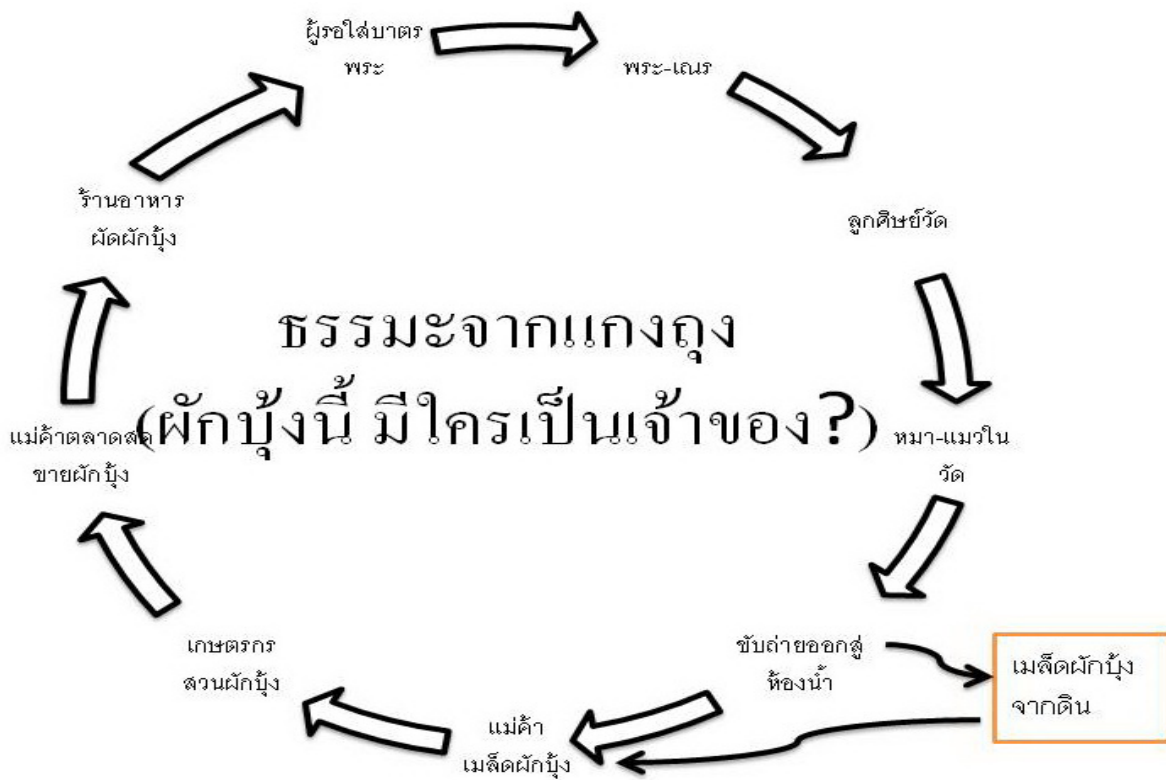 ผู้รอใส่บาตร
พระ
พระ-เณร
ลูกศิษย์วัด
หมา-แมวใน
วัด
ขับถ่ายออกสู่
ห้องน้ำ
เมล็ดผักบุ้ง
จากดิน
แม่ค้า
เมล็ดผักบุ้ง
เกษตรกร
สวนผักบุ้ง
แม่ค้าตลาดสด
ขายผักบุ้ง
ร้านอาหาร
ผัดผักบุ้ง
ธรรมะจากแกงถุง
(ผักบุ้งนี้ มีใครเป็นเจ้าของ?)